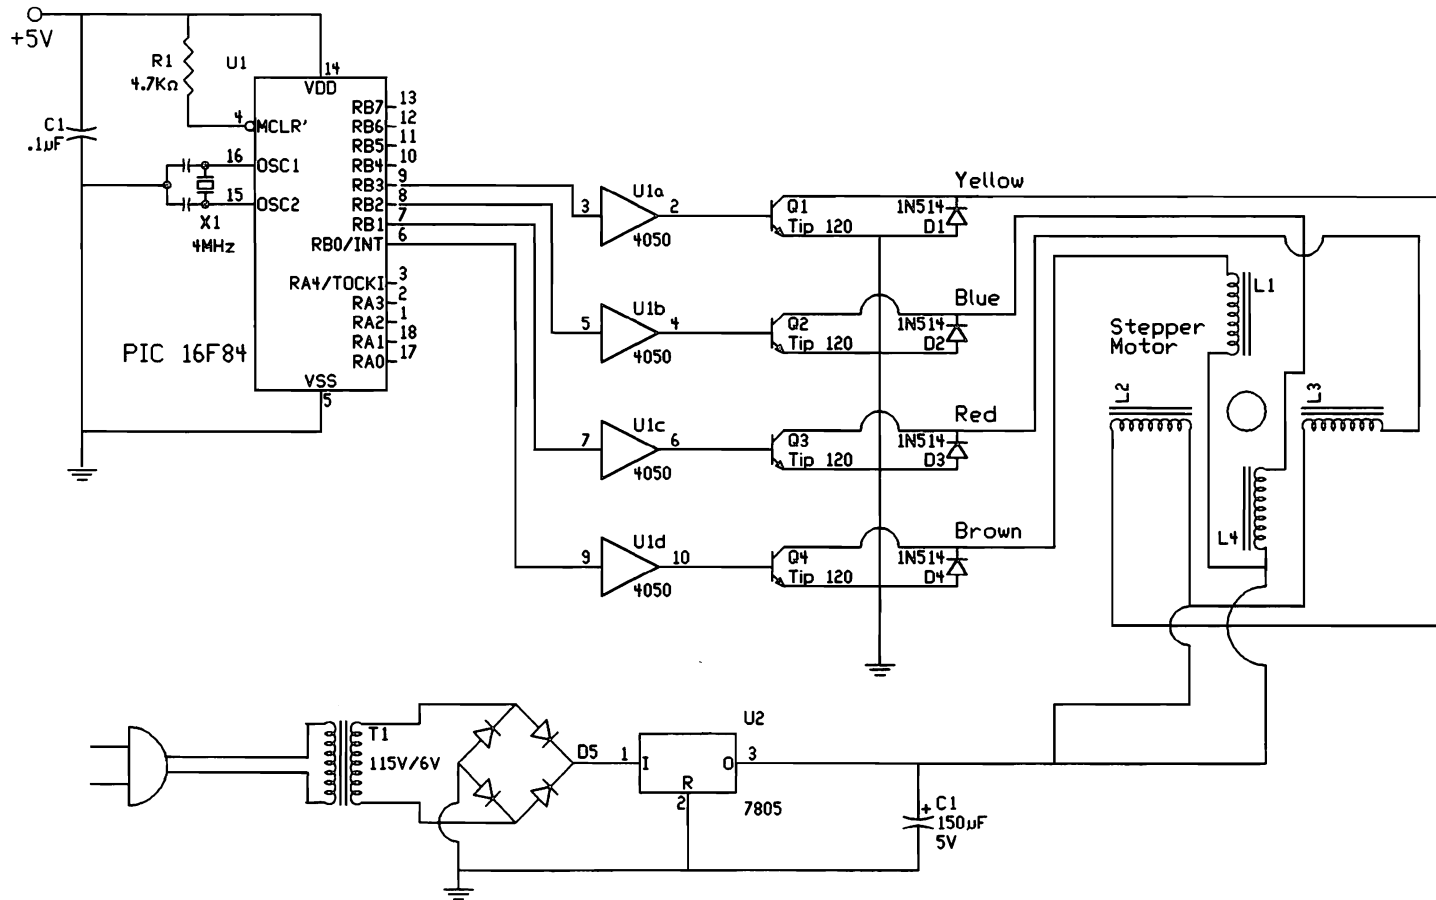 +5V
R1
4.7KΩ
U1
C1
.1µF
14
VDD
4
MCLR'
16
OSC1
15
OSC2
X1
4MHz
RB7 13
RB6 12
RB5 11
RB4 10
RB3 9
RB2 8
RB1 7
RB0/INT 6
RA4/TOCKI 3
RA3 2
RA2 1
RA1 18
RA0 17
PIC 16F84
VSS
5
U1a
3
2
4050
Q1
Tip 120
Yellow
1N514
D1
U1b
5
4
4050
Q2
Tip 120
Blue
1N514
D2
U1c
7
6
4050
Q3
Tip 120
Red
1N514
D3
U1d
9
10
4050
Q4
Tip 120
Brown
1N514
D4
Stepper
Motor
L1
L2
L3
L4
T1
115V/6V
D5
U2
1
I
O
3
R
2
7805
+
C1
150µF
5V